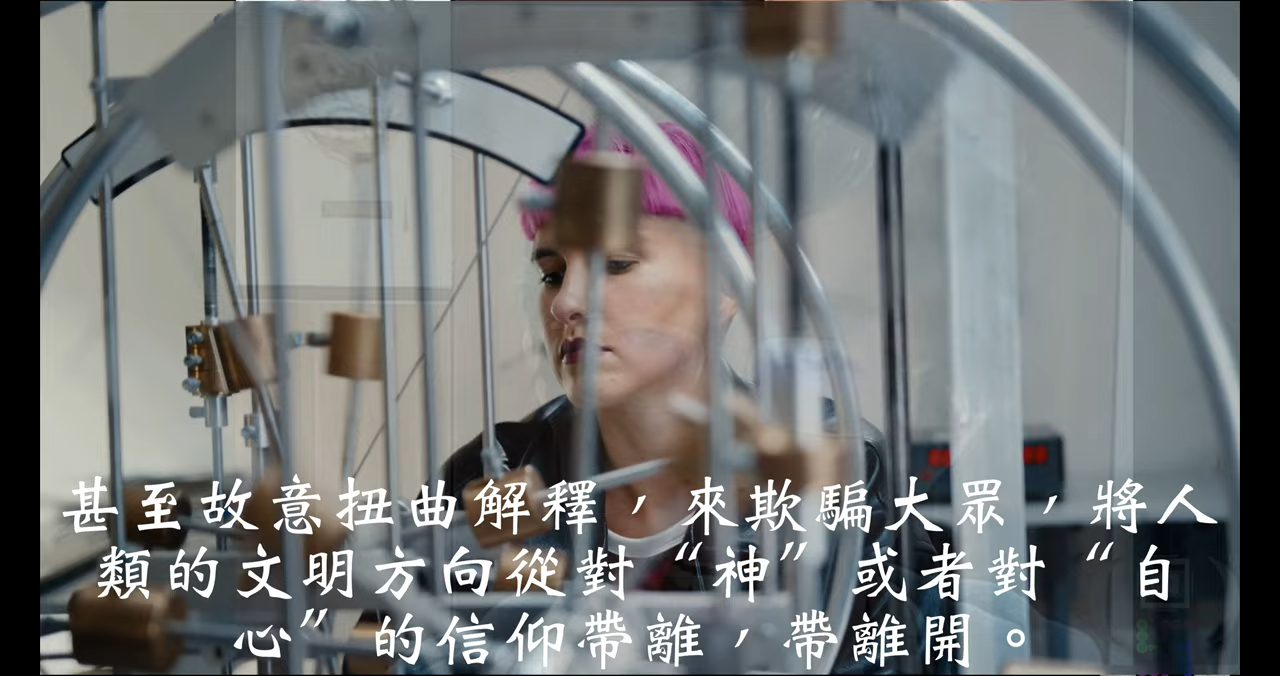 甚至故意扭曲解釋，來欺騙大眾，將人
類的文明方向從對“神”或者對“自
心”的信仰帶離，帶離開。